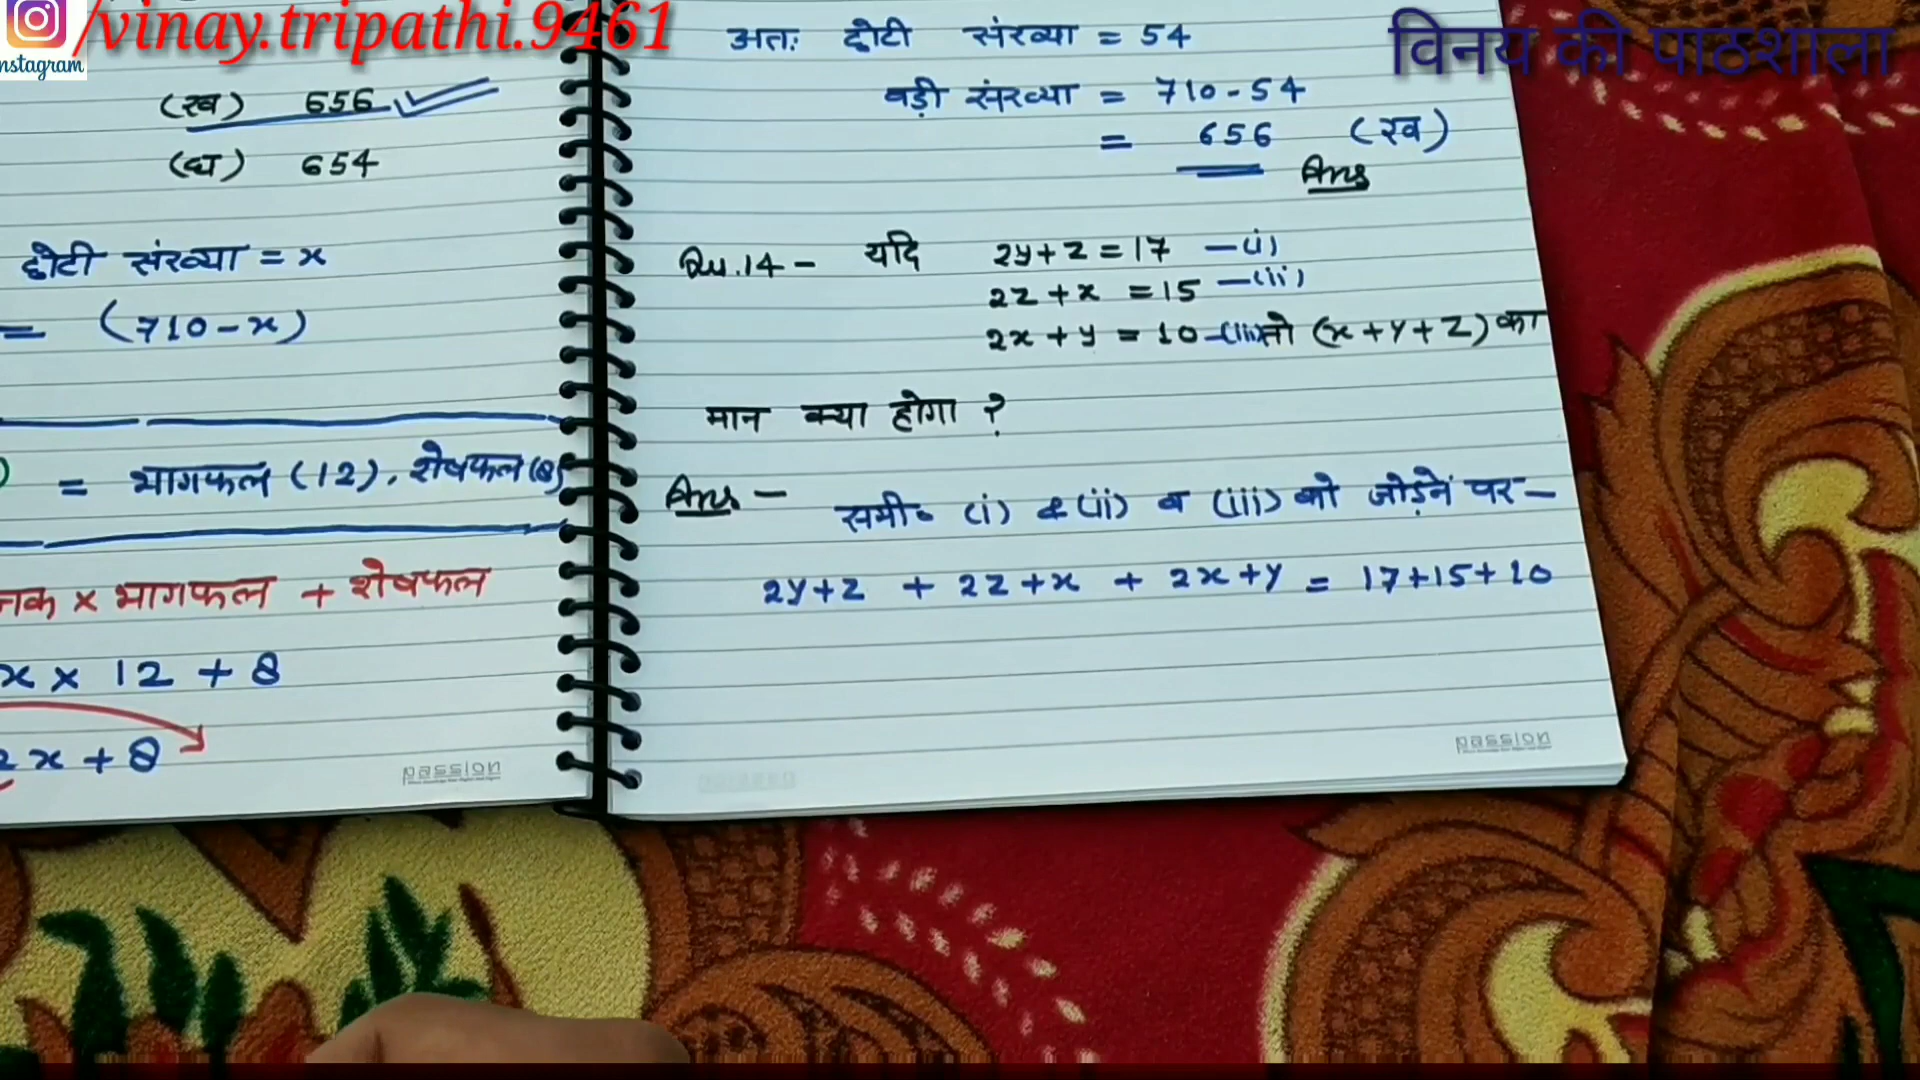 /vinay.tripathi.9461
Instagram
विनय की पाठशाला
(ख) 656
(घ) 654
छोटी संख्या = x
= (710-x)
= भागफल (12), शेषफल (8)
जक × भागफल + शेषफल
x × 12 + 8
2x + 8
passion
अतः छोटी संख्या = 54
बड़ी संख्या = 710-54
= 656 (ख)
Ans
Qu.14 - यदि 2y+z = 17 —(i)
2z + x = 15 —(ii)
2x + y = 10 —(iii) तो (x+y+z) का
मान क्या होगा ?
Ans - समी० (i) & (ii) व (iii) को जोड़ने पर—
2y+z + 2z+x + 2x+y = 17+15+10
passion